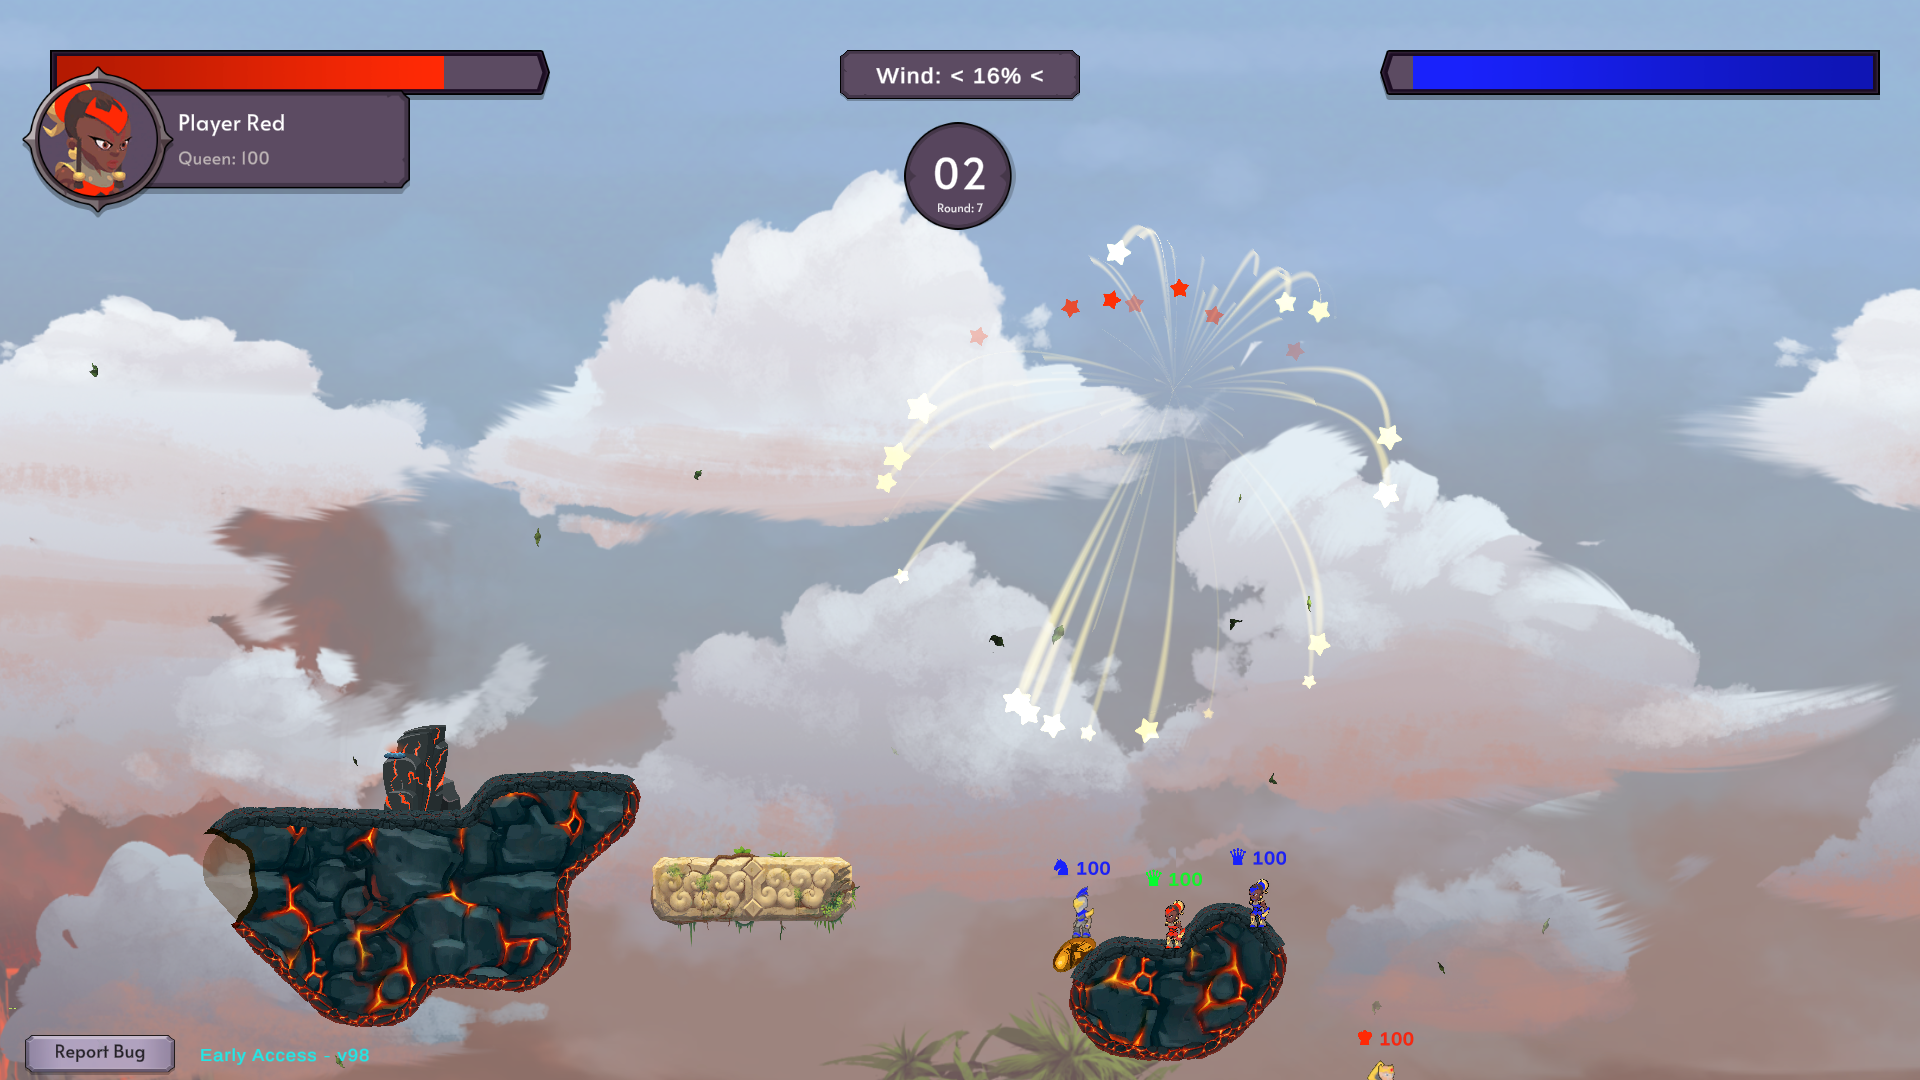 Wind: < 16% <
Player Red
Queen: 100
02
Round: 7
100
100
100
100
Report Bug
Early Access - v98